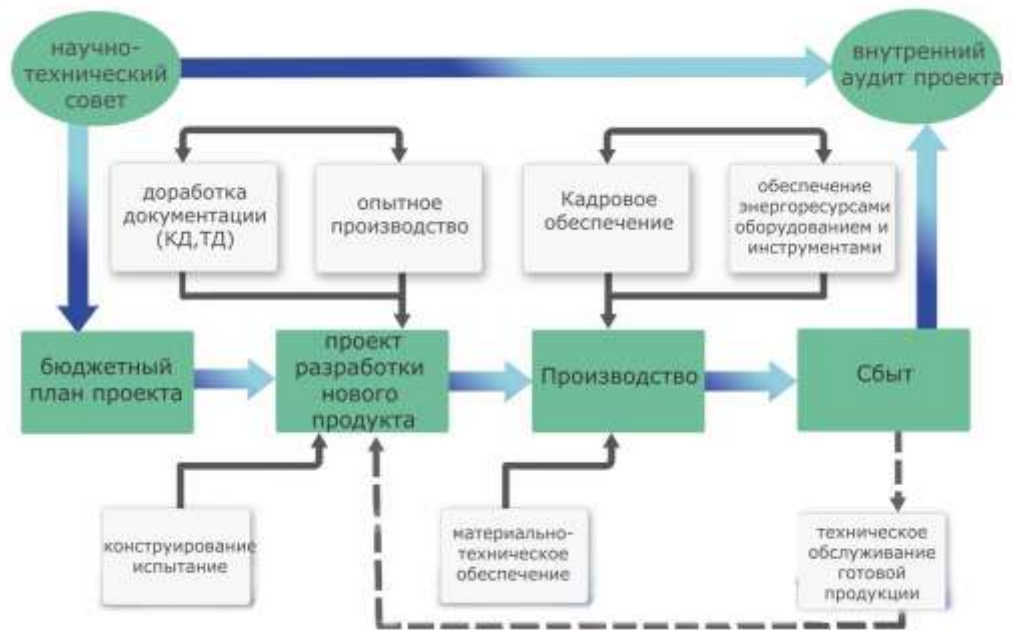 научно-
технический
совет
внутренний
аудит проекта
доработка
документации
(КД,ТД)
опытное
производство
Кадровое
обеспечение
обеспечение
энергоресурсами
оборудованием и
инструментами
бюджетный
план проекта
проект
разработки
нового
продукта
Производство
Сбыт
конструирование
испытание
материально-
техническое
обеспечение
техническое
обслуживание
готовой
продукции